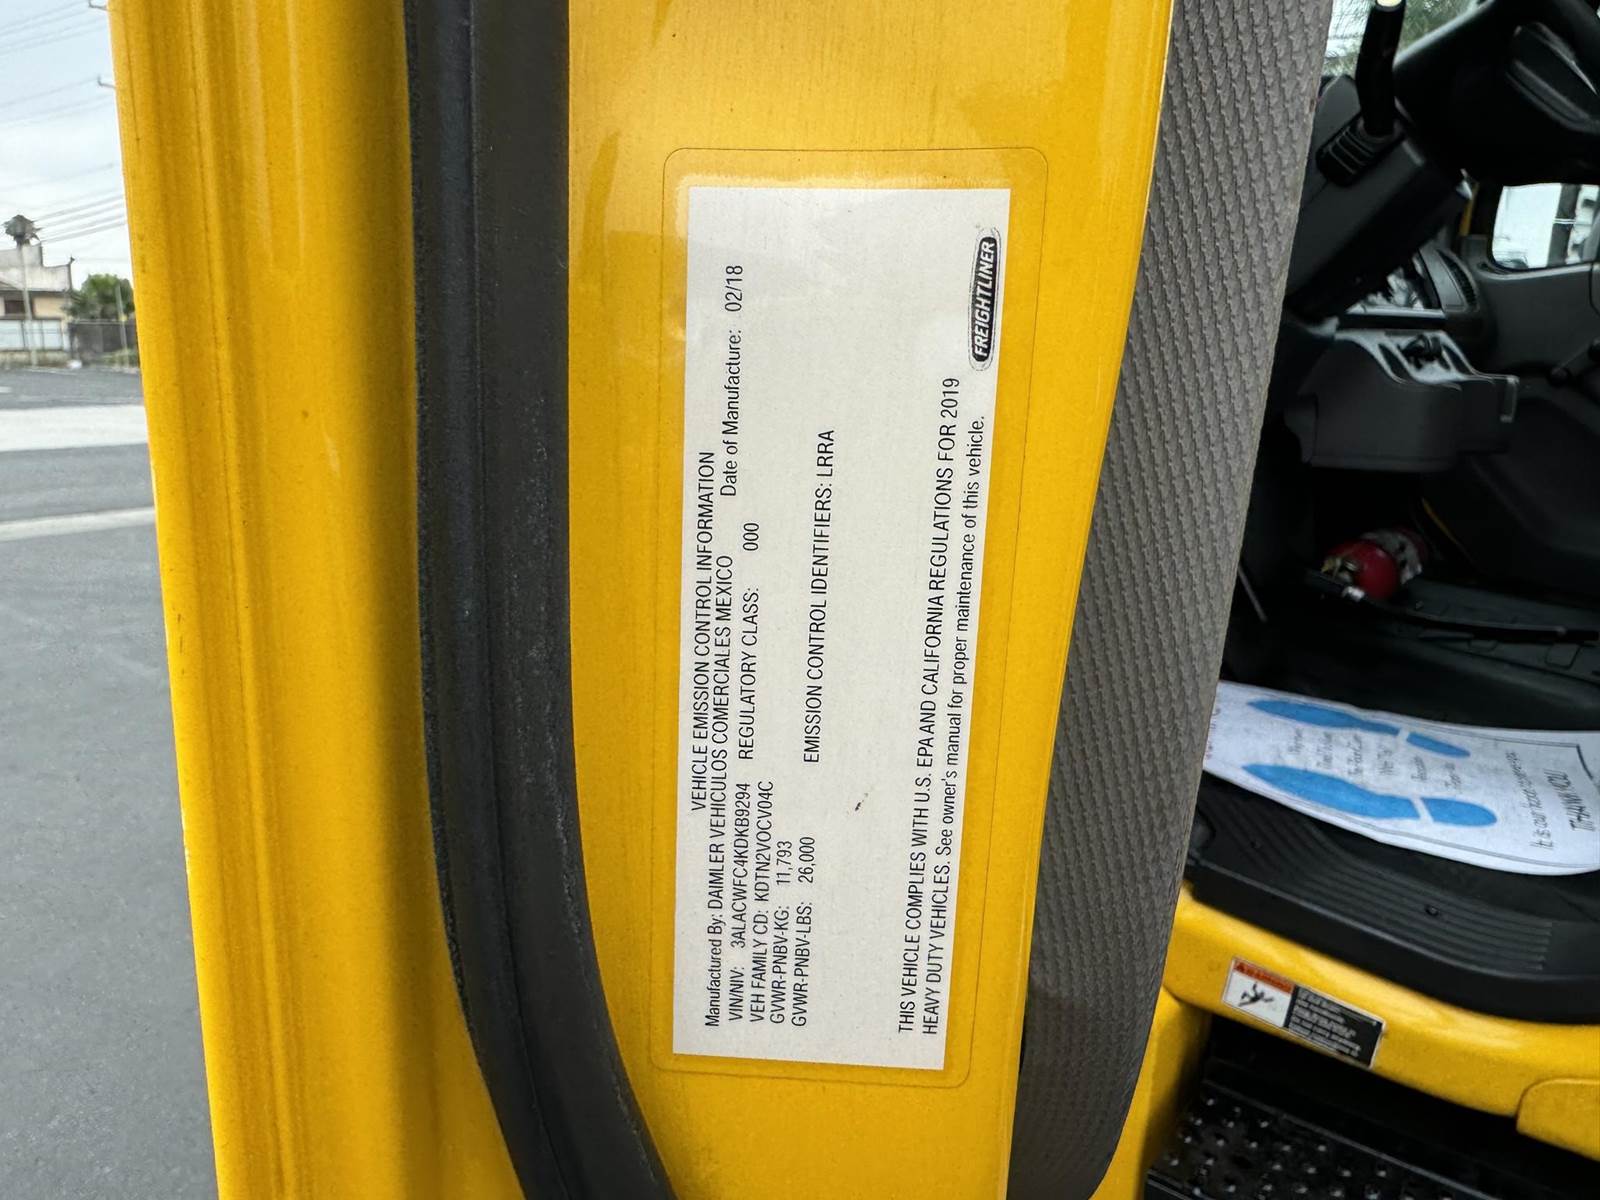 VEHICLE EMISSION CONTROL INFORMATION
Manufactured By: DAIMLER VEHICULOS COMERCIALES MEXICO Date of Manufacture: 02/18
VIN/NIV: 3ALACWFC4KDKB9294 REGULATORY CLASS: 000
VEH FAMILY CD: KDTN2VOCV04C
GVWR-PNBV-KG: 11,793
GVWR-PNBV-LBS: 26,000
EMISSION CONTROL IDENTIFIERS: LRRA
THIS VEHICLE COMPLIES WITH U.S. EPA AND CALIFORNIA REGULATIONS FOR 2019
HEAVY DUTY VEHICLES. See owner's manual for proper maintenance of this vehicle.
FREIGHTLINER
THANK YOU